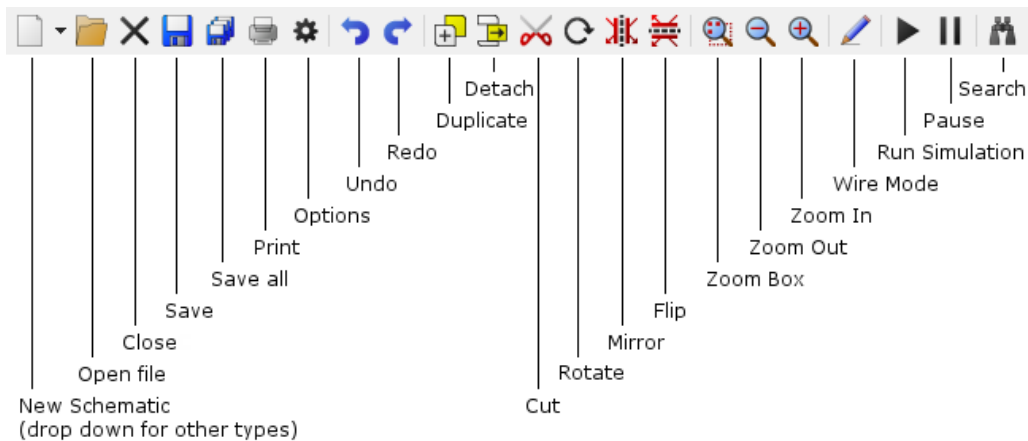 Detach
Search
Duplicate
Pause
Redo
Run Simulation
Undo
Wire Mode
Options
Zoom In
Print
Zoom Out
Save all
Zoom Box
Save
Flip
Close
Mirror
Open file
Rotate
New Schematic
Cut
(drop down for other types)